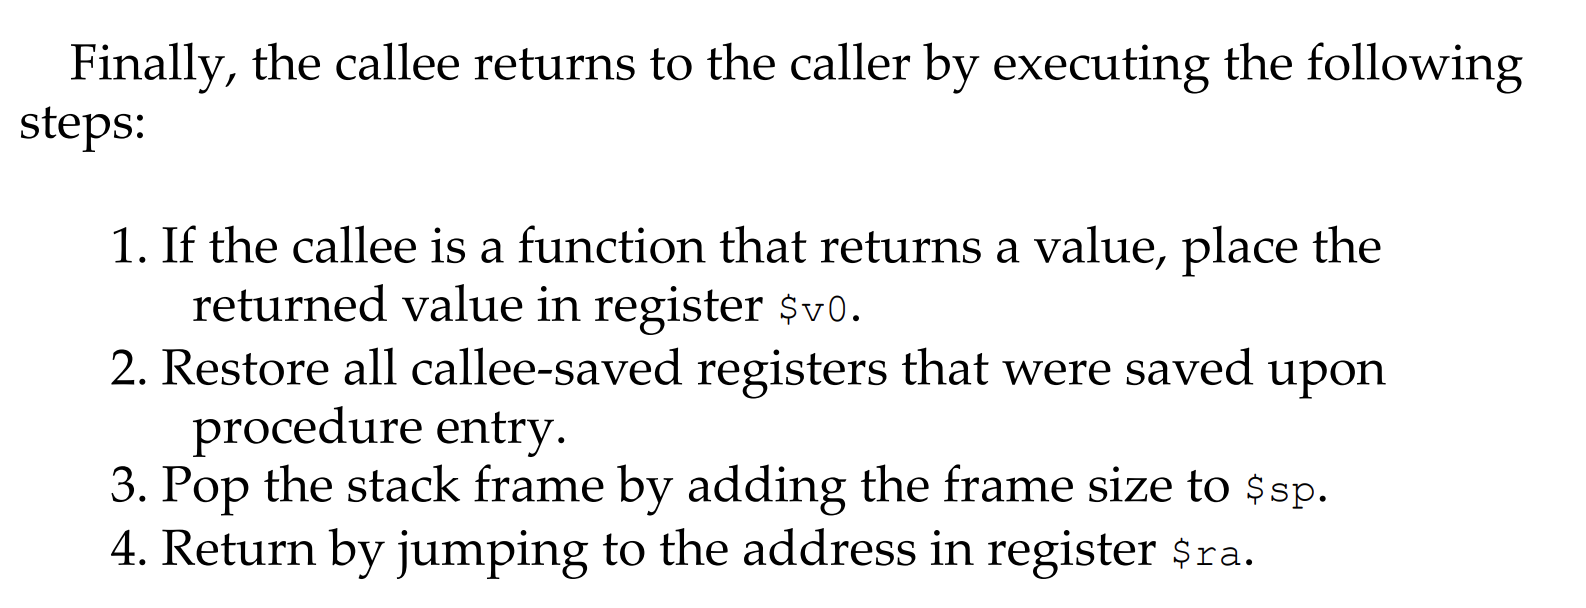 Finally, the callee returns to the caller by executing the following
steps:
1. If the callee is a function that returns a value, place the
returned value in register $v0.
2. Restore all callee-saved registers that were saved upon
procedure entry.
3. Pop the stack frame by adding the frame size to $sp.
4. Return by jumping to the address in register $ra.